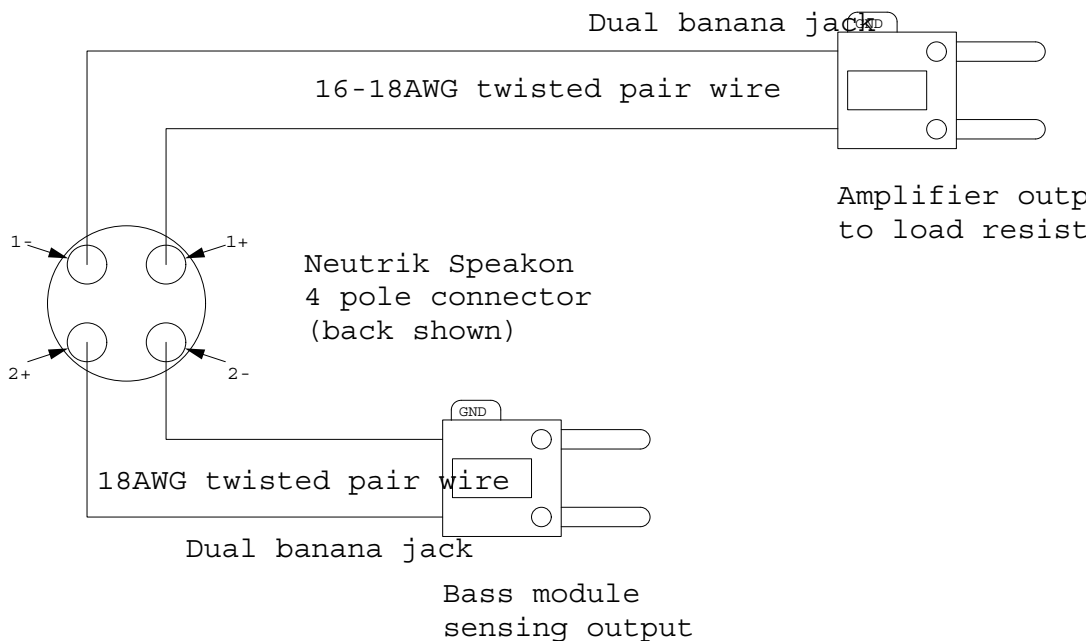 Dual banana jack
GND
16-18AWG twisted pair wire
Amplifier outp
to load resist
1-
1+
Neutrik Speakon
4 pole connector
(back shown)
2+
2-
GND
18AWG twisted pair wire
Dual banana jack
Bass module
sensing output